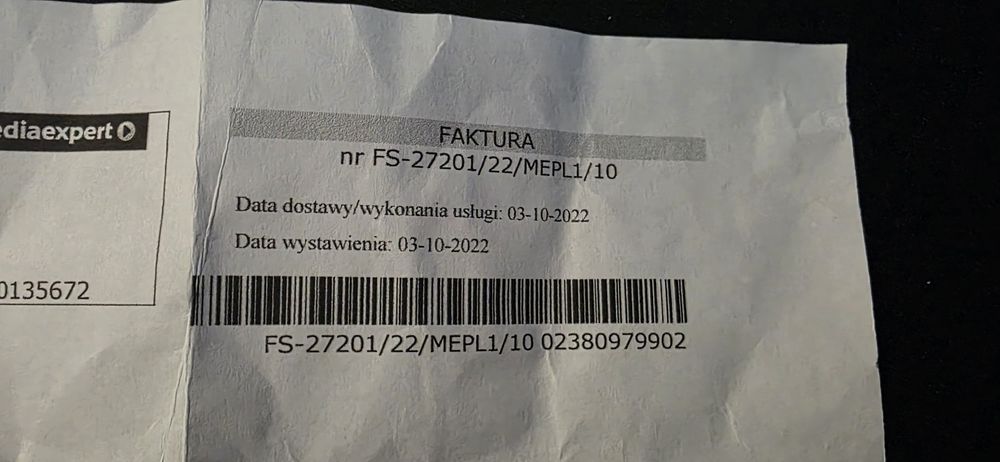 ediaexpert
0135672
FAKTURA
nr FS-27201/22/MEPL1/10
Data dostawy/wykonania usługi: 03-10-2022
Data wystawienia: 03-10-2022
FS-27201/22/MEPL1/10 02380979902